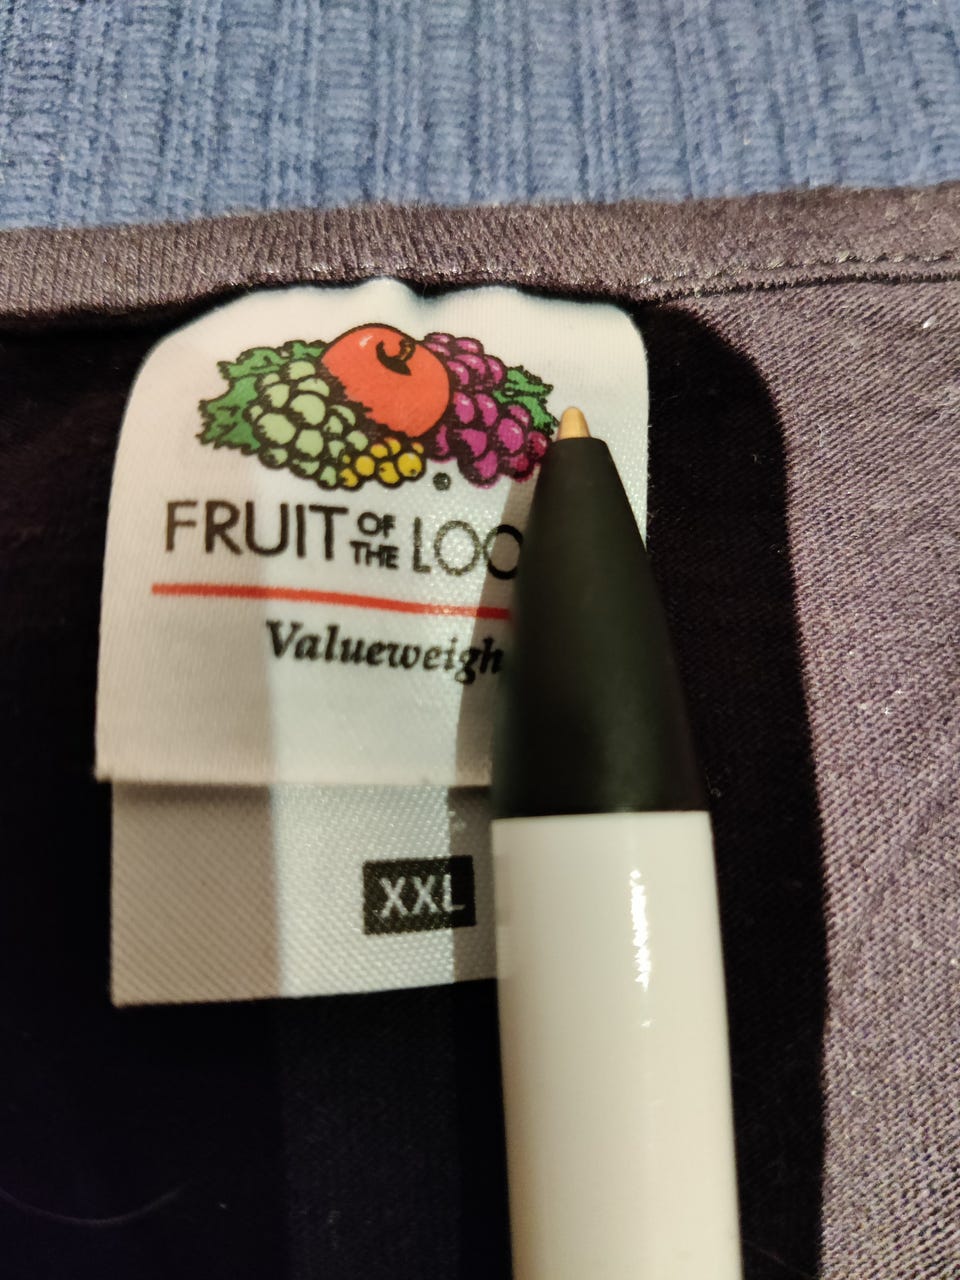 FRUIT OF THE LOO
Valueweigh
XXL